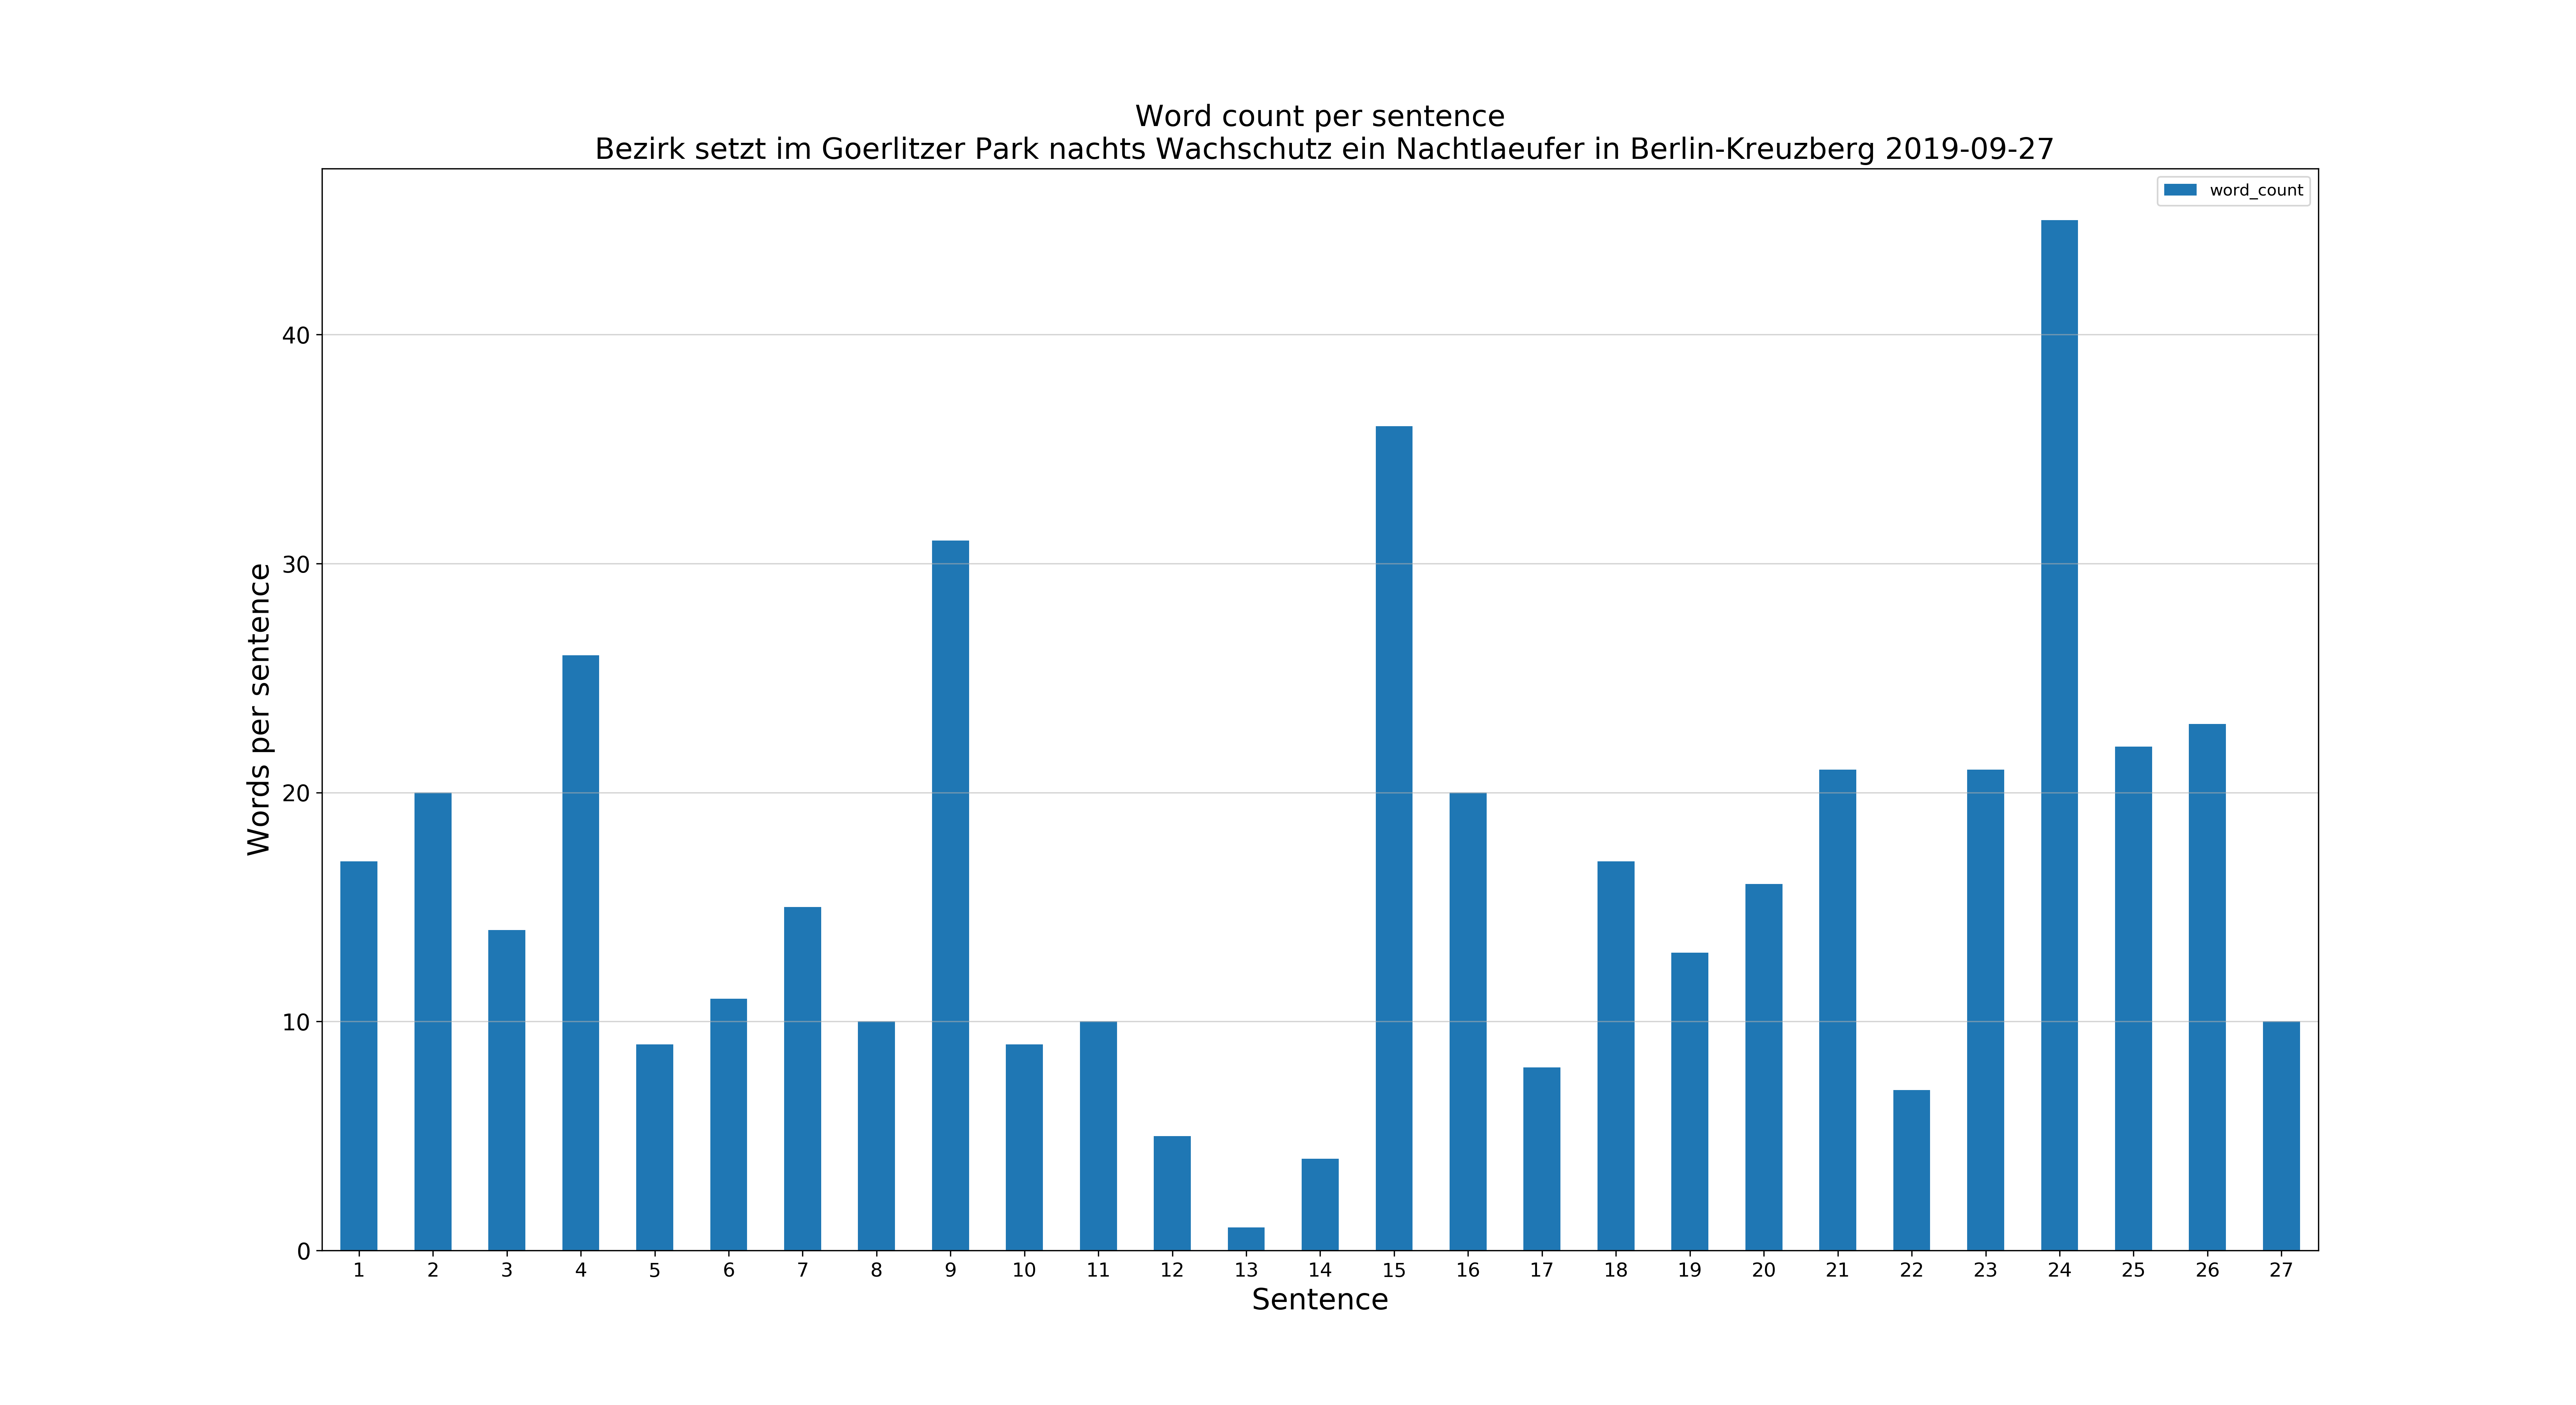 Word count per sentence
Bezirk setzt im Goerlitzer Park nachts Wachschutz ein Nachtlaeufer in Berlin-Kreuzberg 2019-09-27
word_count
Words per sentence
40
30
20
10
0
1 2 3 4 5 6 7 8 9 10 11 12 13 14 15 16 17 18 19 20 21 22 23 24 25 26 27
Sentence